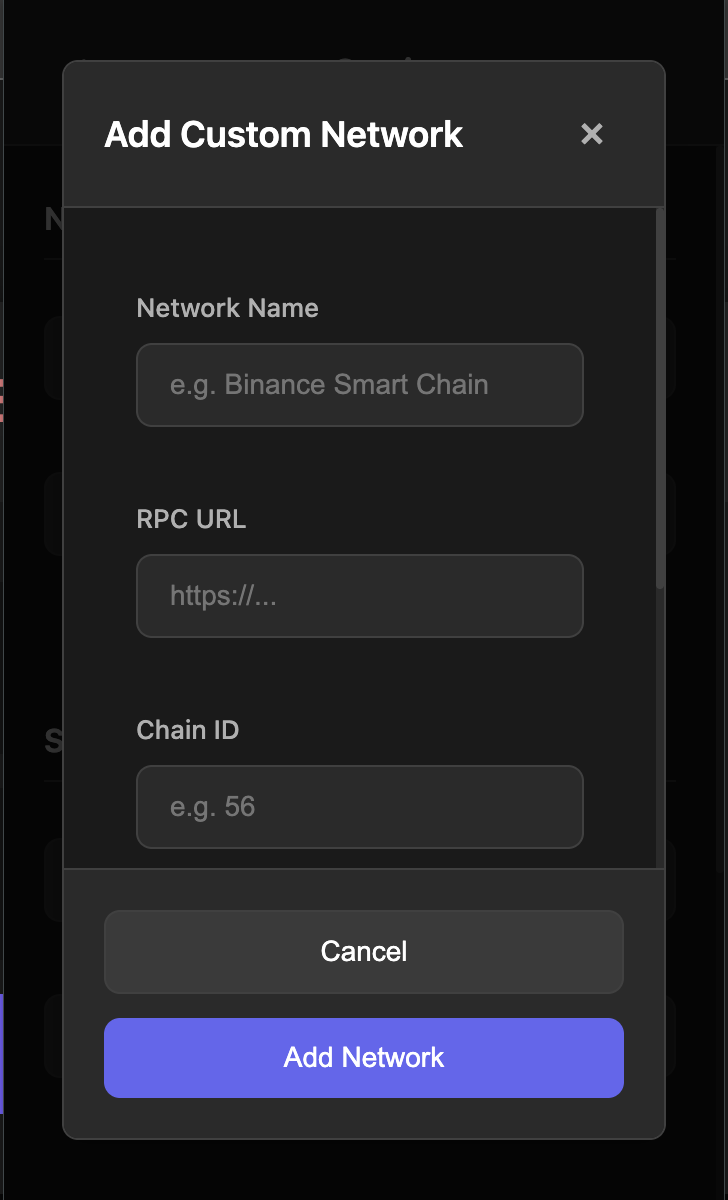 Add Custom Network ×
Network Name
e.g. Binance Smart Chain
RPC URL
https://...
Chain ID
e.g. 56
Cancel
Add Network